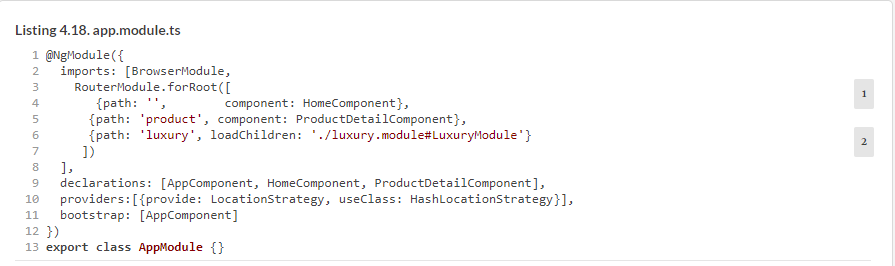 Listing 4.18. app.module.ts
1 @NgModule({
2   imports: [BrowserModule,
3     RouterModule.forRoot([
4        {path: '',        component: HomeComponent},
1
5       {path: 'product', component: ProductDetailComponent},
6       {path: 'luxury', loadChildren: './luxury.module#LuxuryModule'}
2
7      ])
8   ],
9   declarations: [AppComponent, HomeComponent, ProductDetailComponent],
10   providers:[{provide: LocationStrategy, useClass: HashLocationStrategy}],
11   bootstrap: [AppComponent]
12 })
13 export class AppModule {}